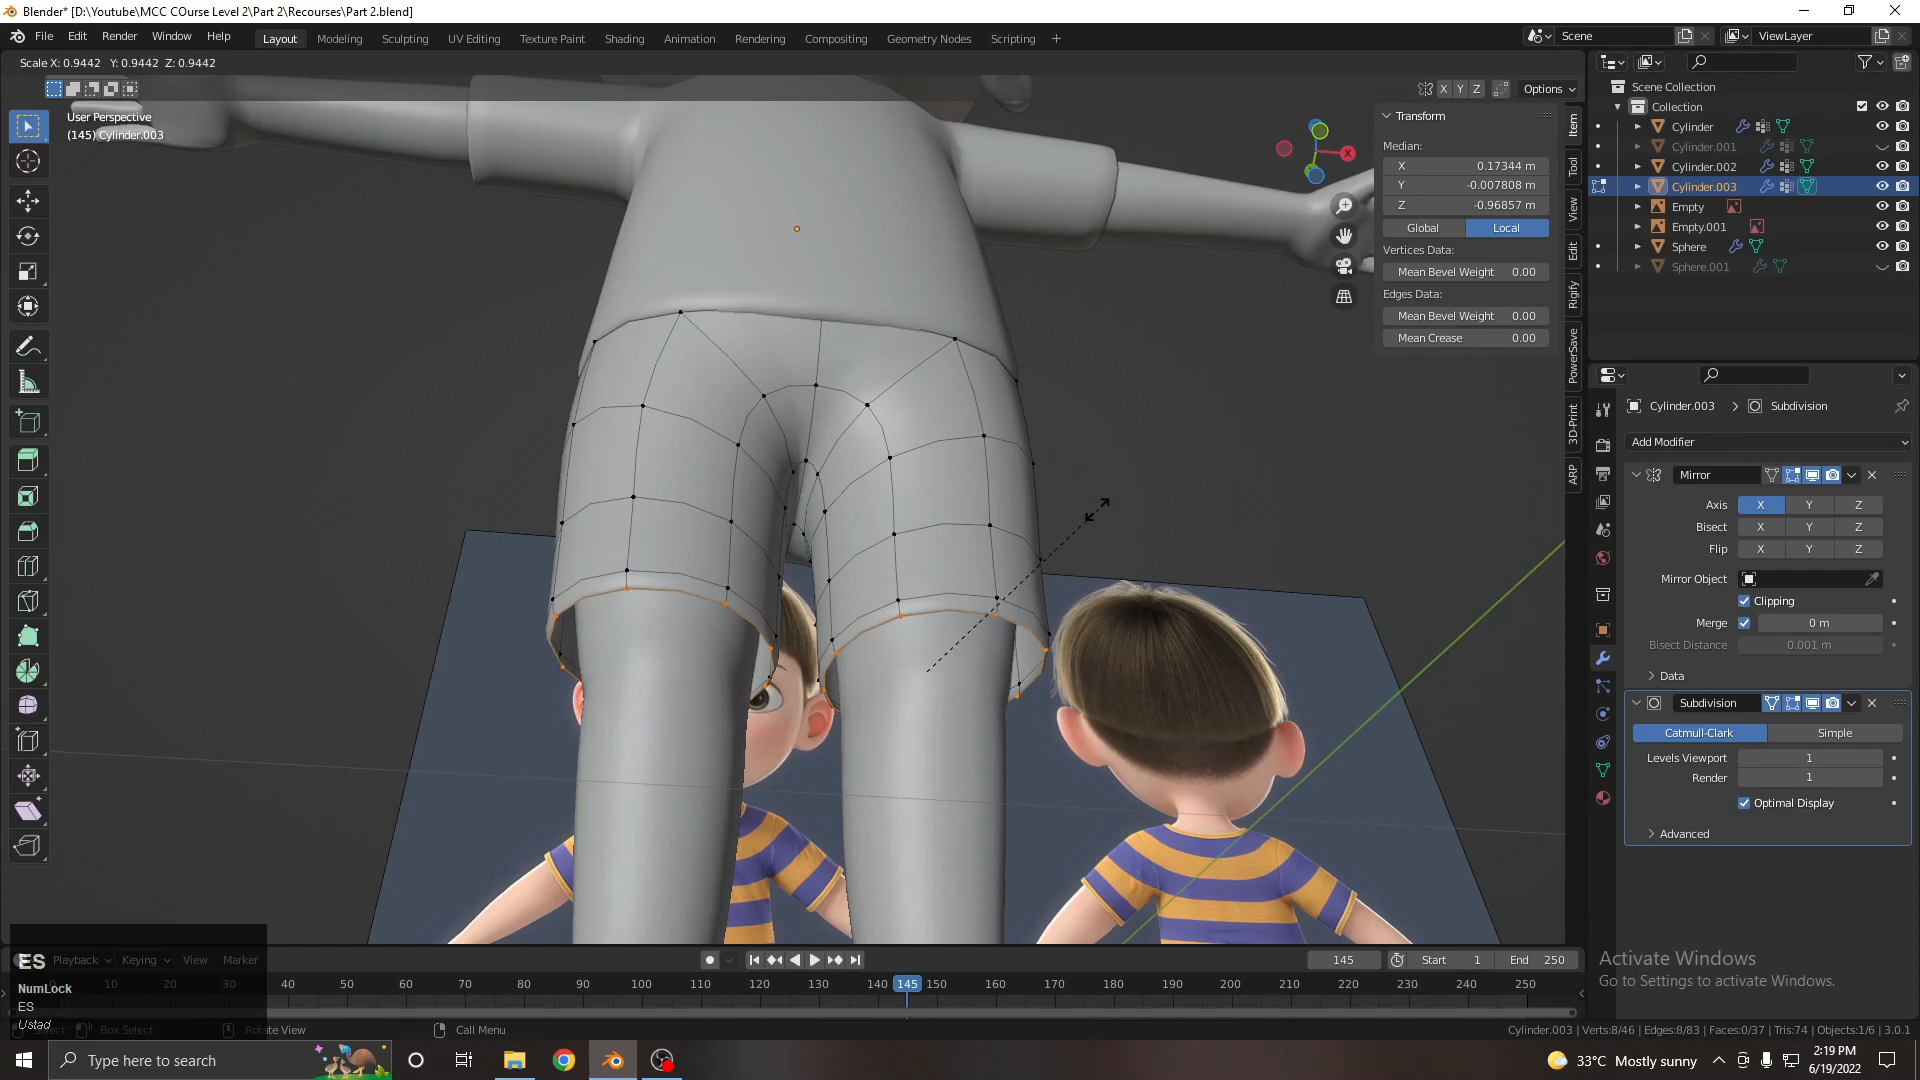 Blender* [D:\Youtube\MCC COurse Level 2\Part 2\Recourses\Part 2.blend]
File Edit Render Window Help
Layout Modeling Sculpting UV Editing Texture Paint Shading Animation Rendering Compositing Geometry Nodes Scripting +
Scene ViewLayer
Scale X: 0.9442 Y: 0.9442 Z: 0.9442
X Y Z Options
User Perspective
(145) Cylinder.003
Transform
Median:
X 0.17344 m
Y -0.007808 m
Z -0.96857 m
Global Local
Vertices Data:
Mean Bevel Weight 0.00
Edges Data:
Mean Bevel Weight 0.00
Mean Crease 0.00
X
Item
Tool
View
Edit
Rigify
PowerSave
3D-Print
ARP
Scene Collection
Collection
Cylinder
Cylinder.001
Cylinder.002
Cylinder.003
Empty
Empty.001
Sphere
Sphere.001
Cylinder.003 > Subdivision
Add Modifier
Mirror
Axis X Y Z
Bisect X Y Z
Flip X Y Z
Mirror Object
Clipping
Merge 0 m
Bisect Distance 0.001 m
Data
Subdivision
Catmull-Clark Simple
Levels Viewport 1
Render 1
Optimal Display
Advanced
Activate Windows
Go to Settings to activate Windows.
ES
NumLock
ES
Ustad
Playback Keying View Marker
145 Start 1 End 250
10 20 30 40 50 60 70 80 90 100 110 120 130 140 145 150 160 170 180 190 200 210 220 230 240 250
Select Box Select Rotate View Call Menu
Cylinder.003 | Verts:8/46 | Edges:8/83 | Faces:0/37 | Tris:74 | Objects:1/6 | 3.0.1
Type here to search
33°C Mostly sunny
2:19 PM
6/19/2022